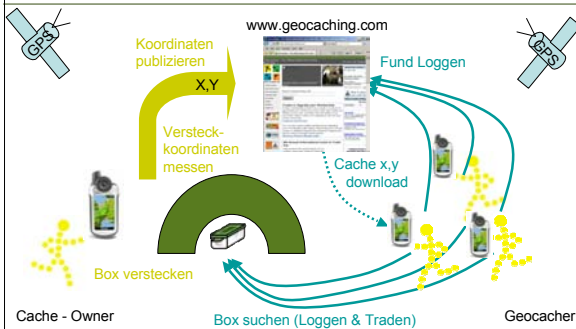 www.geocaching.com
GPS
GPS
Koordinaten
publizieren
X,Y
Fund Loggen
Versteck-
koordinaten
messen
Cache x,y
download
Box verstecken
Cache - Owner
Box suchen (Loggen & Traden)
Geocacher